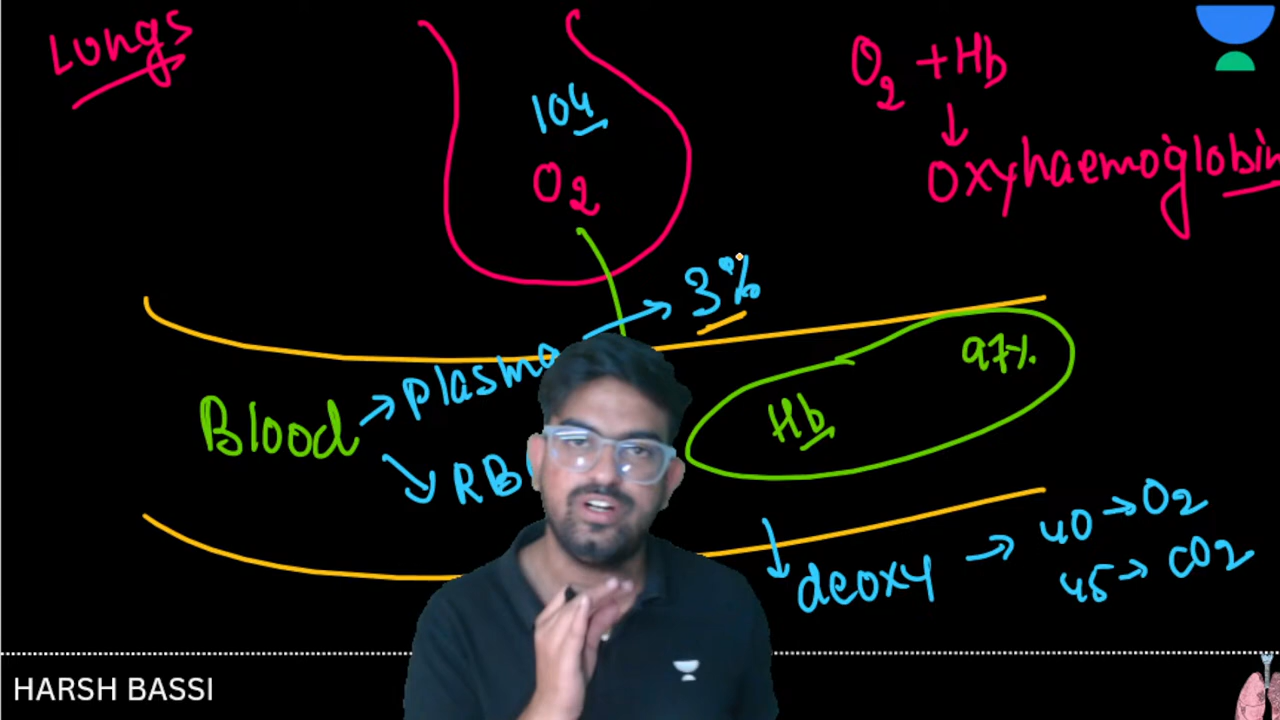 Lungs
104
O2
O2 + Hb
↓
Oxyhaemoglobin
→ 3%
Blood → plasma
↘ RB
Hb
97%
↓ deoxy → 40 → O2
45 → CO2
HARSH BASSI